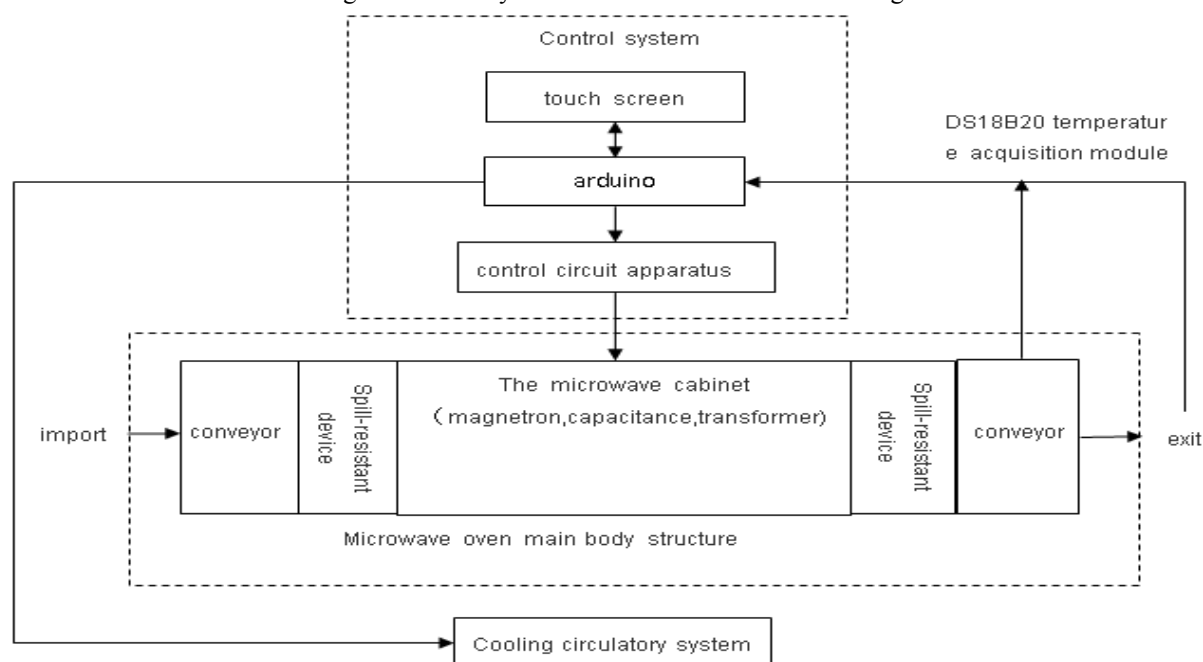 Control system
touch screen
DS18B20 temperatur
e acquisition module
arduino
control circuit apparatus
The microwave cabinet
(magnetron,capacitance,transformer)
import
conveyor
Spill-resistant
device
Spill-resistant
device
conveyor
exit
Microwave oven main body structure
Cooling circulatory system